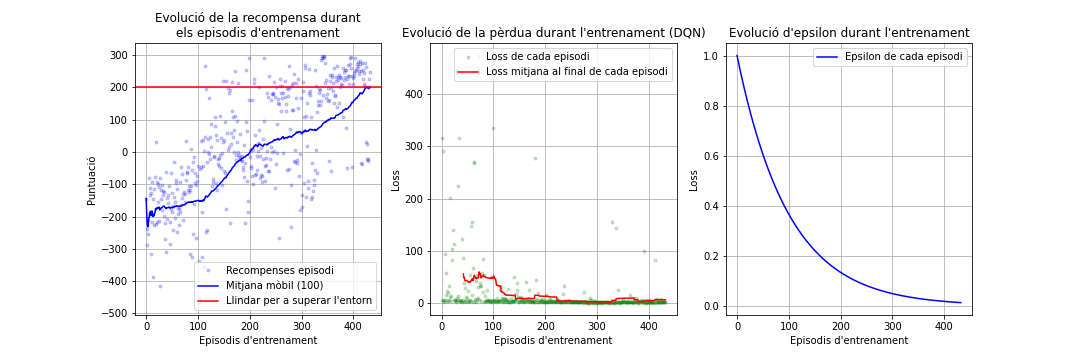 Evolució de la recompensa durant
els episodis d'entrenament
300
200
100
0
−100
−200
−300
−400
−500
Puntuació
Recompenses episodi
Mitjana mòbil (100)
Llindar per a superar l'entorn
0
100
200
300
400
Episodis d'entrenament
Evolució de la pèrdua durant l'entrenament (DQN)
400
300
200
100
0
Loss
Loss de cada episodi
Loss mitjana al final de cada episodi
0
100
200
300
400
Episodis d'entrenament
Evolució d'epsilon durant l'entrenament
1.0
0.8
0.6
0.4
0.2
0.0
Loss
Epsilon de cada episodi
0
100
200
300
400
Episodis d'entrenament